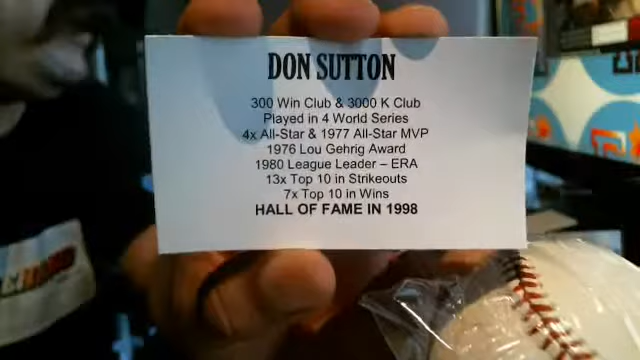 DON SUTTON
300 Win Club & 3000 K Club
Played in 4 World Series
4x All-Star & 1977 All-Star MVP
1976 Lou Gehrig Award
1980 League Leader – ERA
13x Top 10 in Strikeouts
7x Top 10 in Wins
HALL OF FAME IN 1998